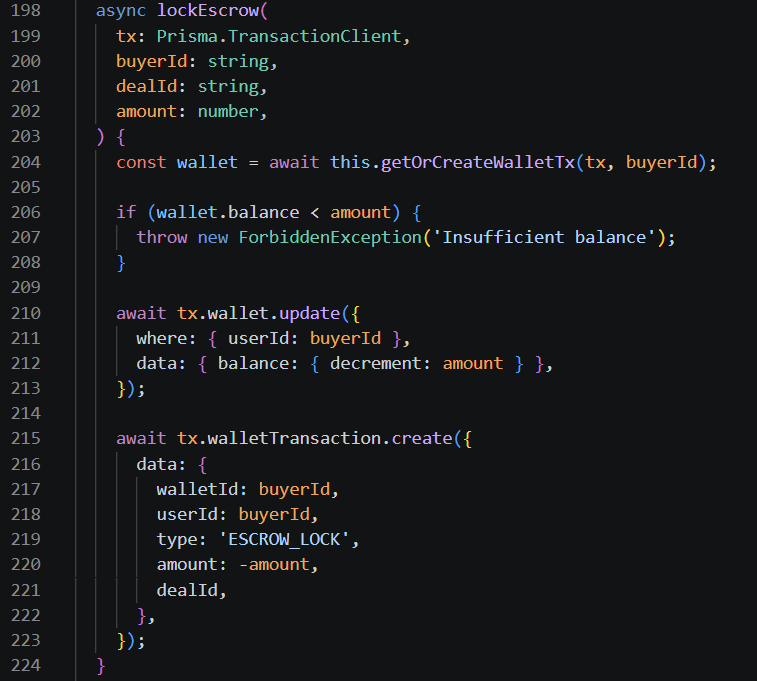 198 async lockEscrow(
199 tx: Prisma.TransactionClient,
200 buyerId: string,
201 dealId: string,
202 amount: number,
203 ) {
204 const wallet = await this.getOrCreateWalletTx(tx, buyerId);
205
206 if (wallet.balance < amount) {
207 throw new ForbiddenException('Insufficient balance');
208 }
209
210 await tx.wallet.update({
211 where: { userId: buyerId },
212 data: { balance: { decrement: amount } },
213 });
214
215 await tx.walletTransaction.create({
216 data: {
217 walletId: buyerId,
218 userId: buyerId,
219 type: 'ESCROW_LOCK',
220 amount: -amount,
221 dealId,
222 },
223 });
224 }